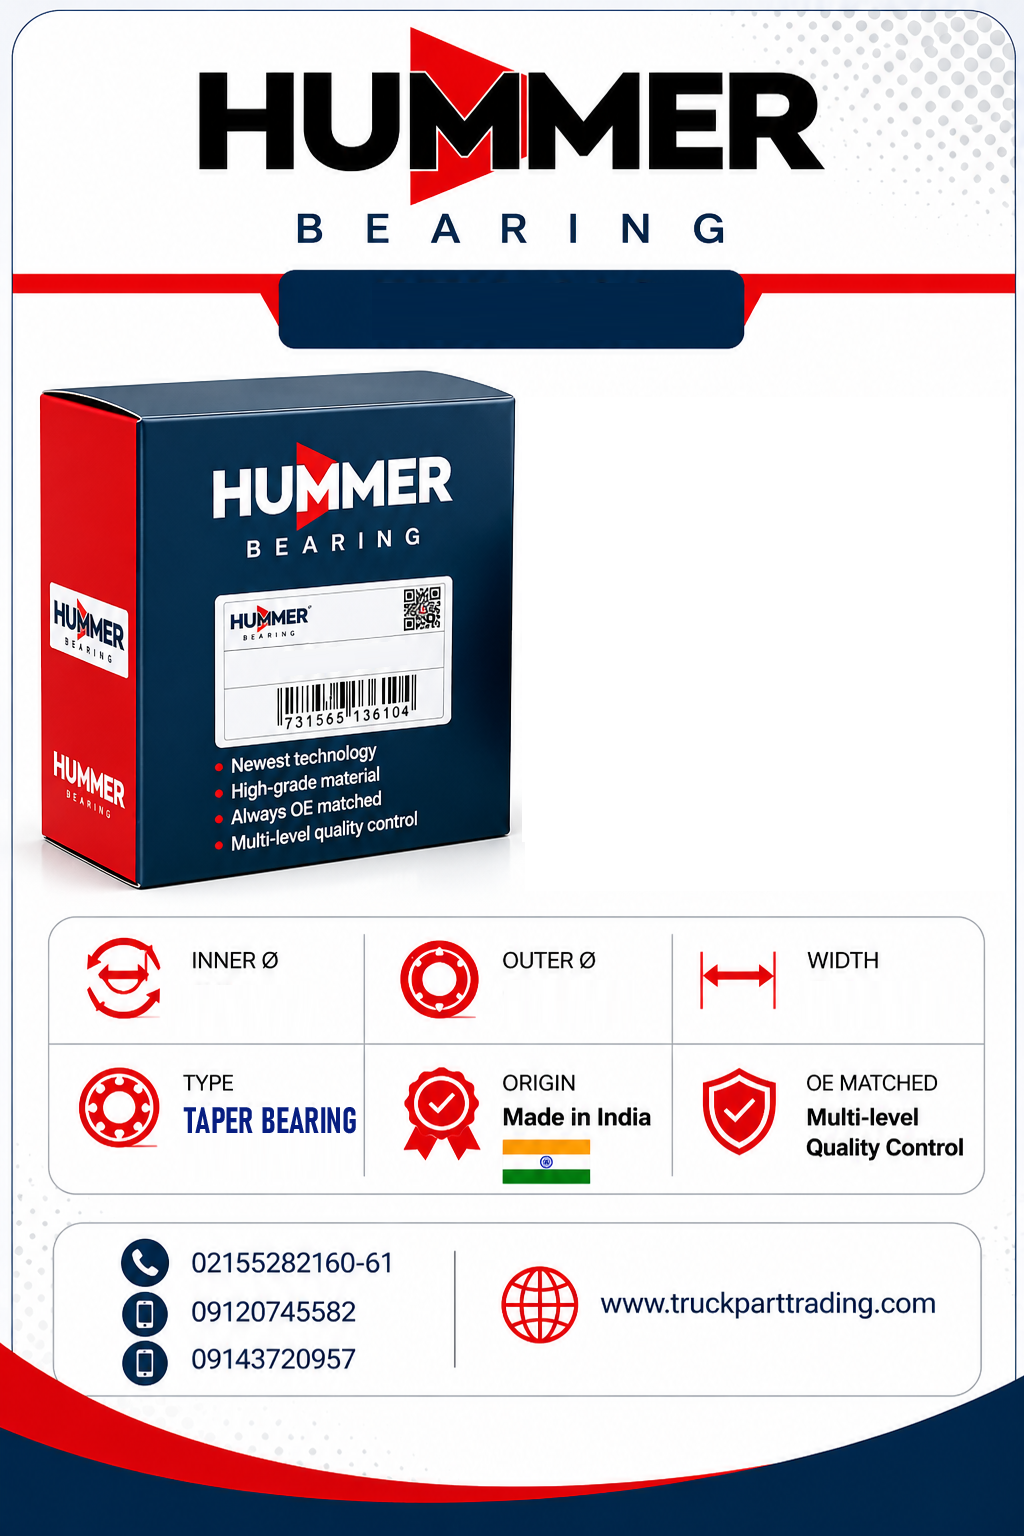 HUMMER
BEARING
HUMMER
BEARING
HUMMER
BEARING
731565 136104
Newest technology
High-grade material
Always OE matched
Multi-level quality control
HUMMER
BEARING
HUMMER
BEARING
INNER Ø
OUTER Ø
WIDTH
TYPE
TAPER BEARING
ORIGIN
Made in India
OE MATCHED
Multi-level
Quality Control
02155282160-61
09120745582
09143720957
www.truckparttrading.com